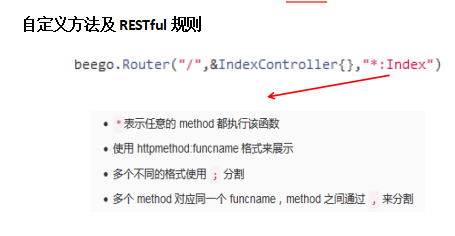 自定义方法及 RESTful 规则
beego.Router("/",&IndexController{},"*:Index")
• * 表示任意的 method 都执行该函数
• 使用 httpmethod:funcname 格式来展示
• 多个不同的格式使用 ; 分割
• 多个 method 对应同一个 funcname，method 之间通过 , 来分割